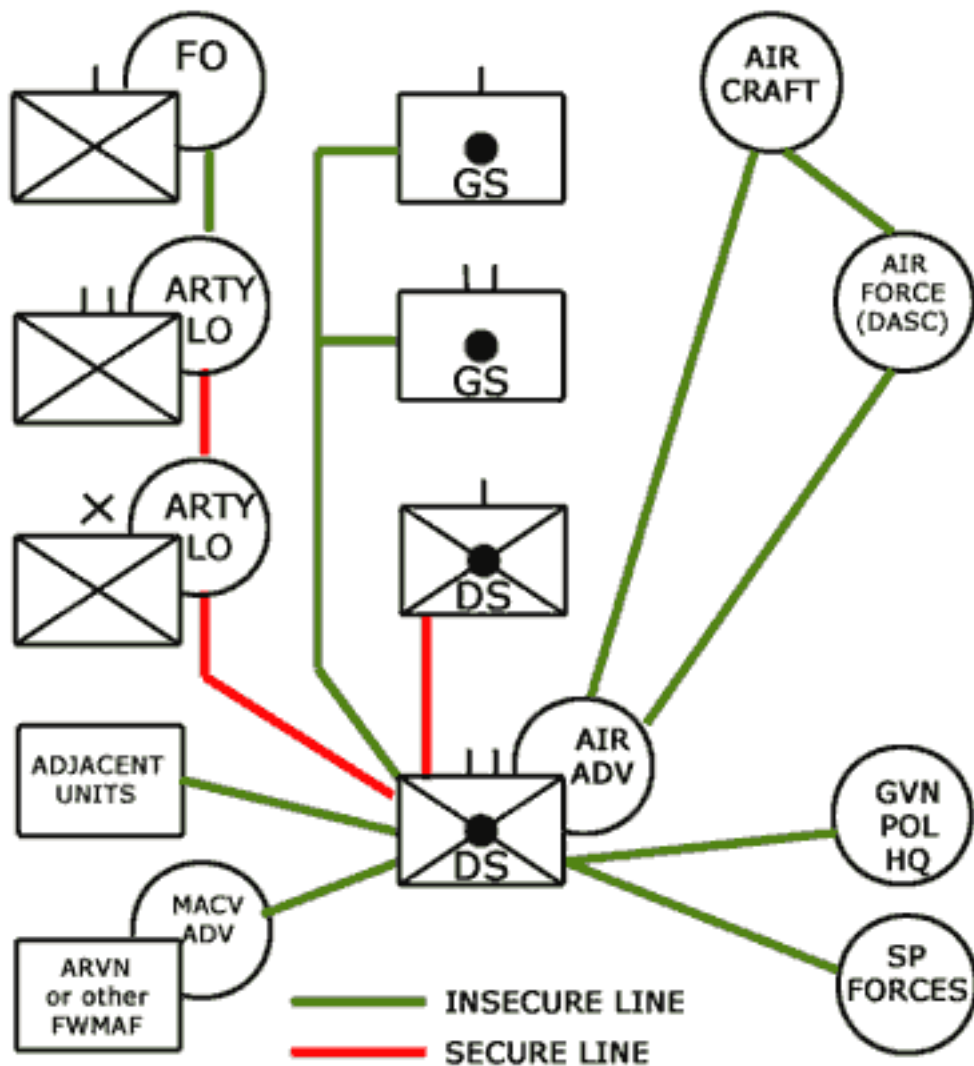 FO
GS
AIR
CRAFT
ARTY
LO
GS
AIR
FORCE
(DASC)
ARTY
LO
DS
ADJACENT
UNITS
AIR
ADV
DS
GVN
POL
HQ
MACV
ADV
ARVN
or other
FWMAF
SP
FORCES
INSECURE LINE
SECURE LINE